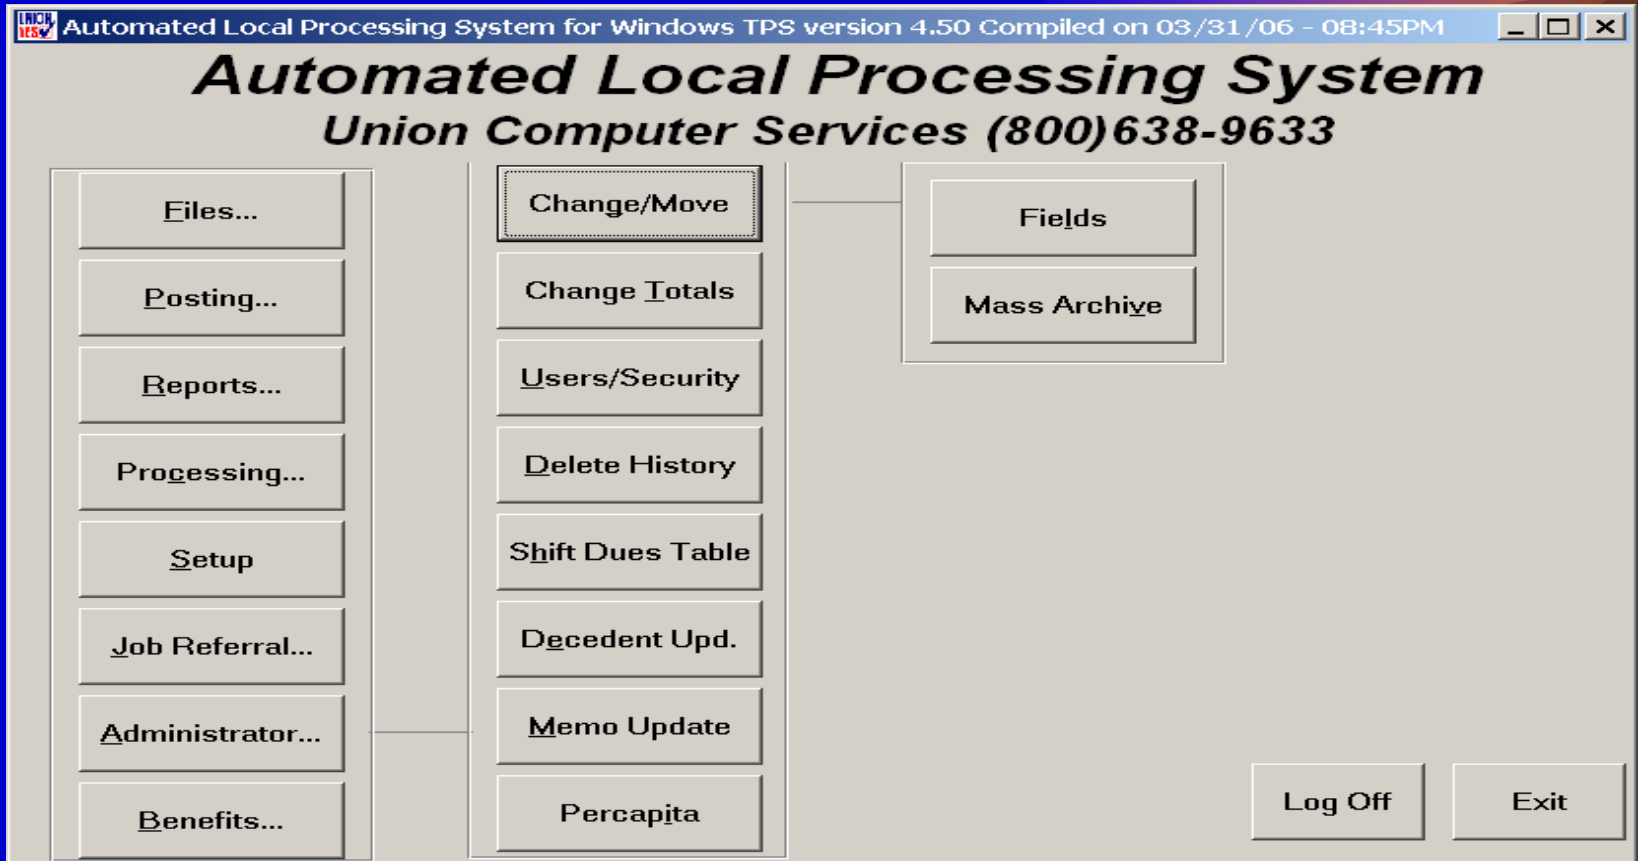 UNION YES
Automated Local Processing System for Windows TPS version 4.50 Compiled on 03/31/06 - 08:45PM
Automated Local Processing System
Union Computer Services (800)638-9633
Files...
Posting...
Reports...
Processing...
Setup
Job Referral...
Administrator...
Benefits...
Change/Move
Change Totals
Users/Security
Delete History
Shift Dues Table
Decedent Upd.
Memo Update
Percapita
Fields
Mass Archive
Log Off
Exit